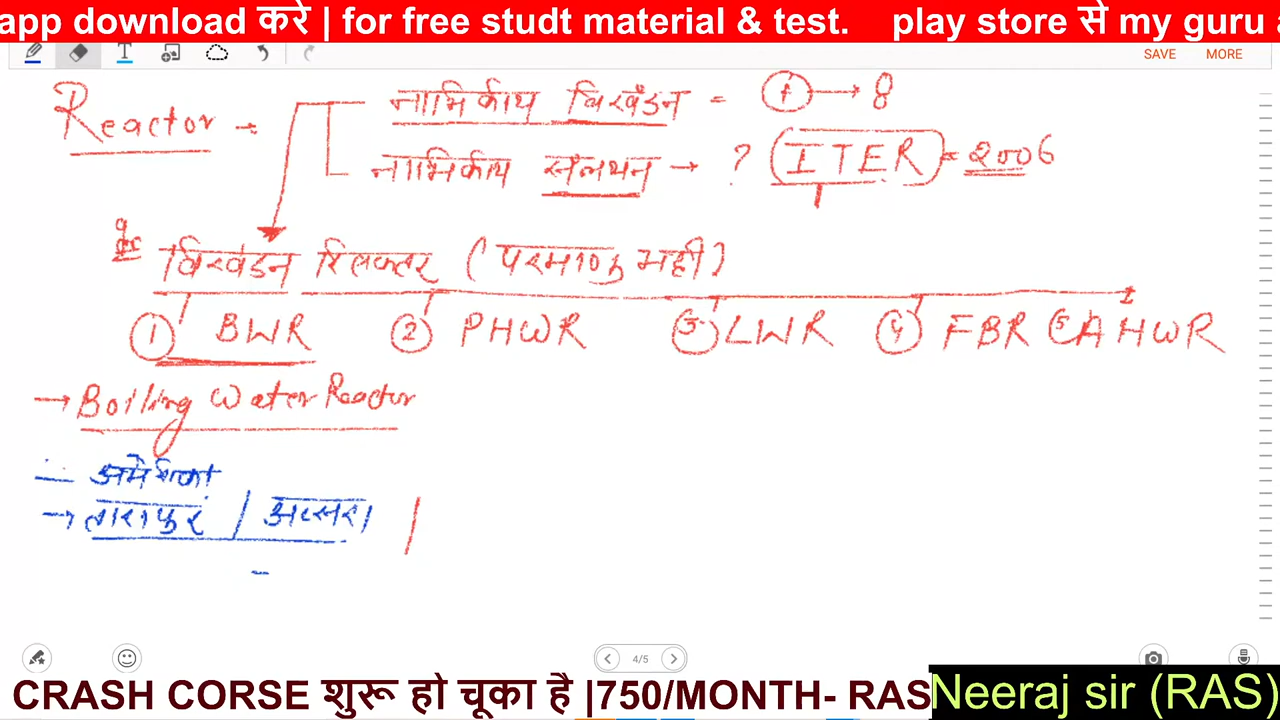 app download करे | for free studt material & test. play store से my guru
SAVE MORE
Reactor → नाभिकीय विखंडन = → 8
नाभिकीय संलयन → ? (ITER) = 2006
विखंडन रिएक्टर ( परमाणु भट्टी )
① BWR ② PHWR ③ LWR ④ FBR ⑤ AHWR
→ Boiling Water Reactor
अमेरिका
→ तारापुर | अप्सरा |
4/5
CRASH CORSE शुरू हो चूका है |750/MONTH- RAS
Neeraj sir (RAS)